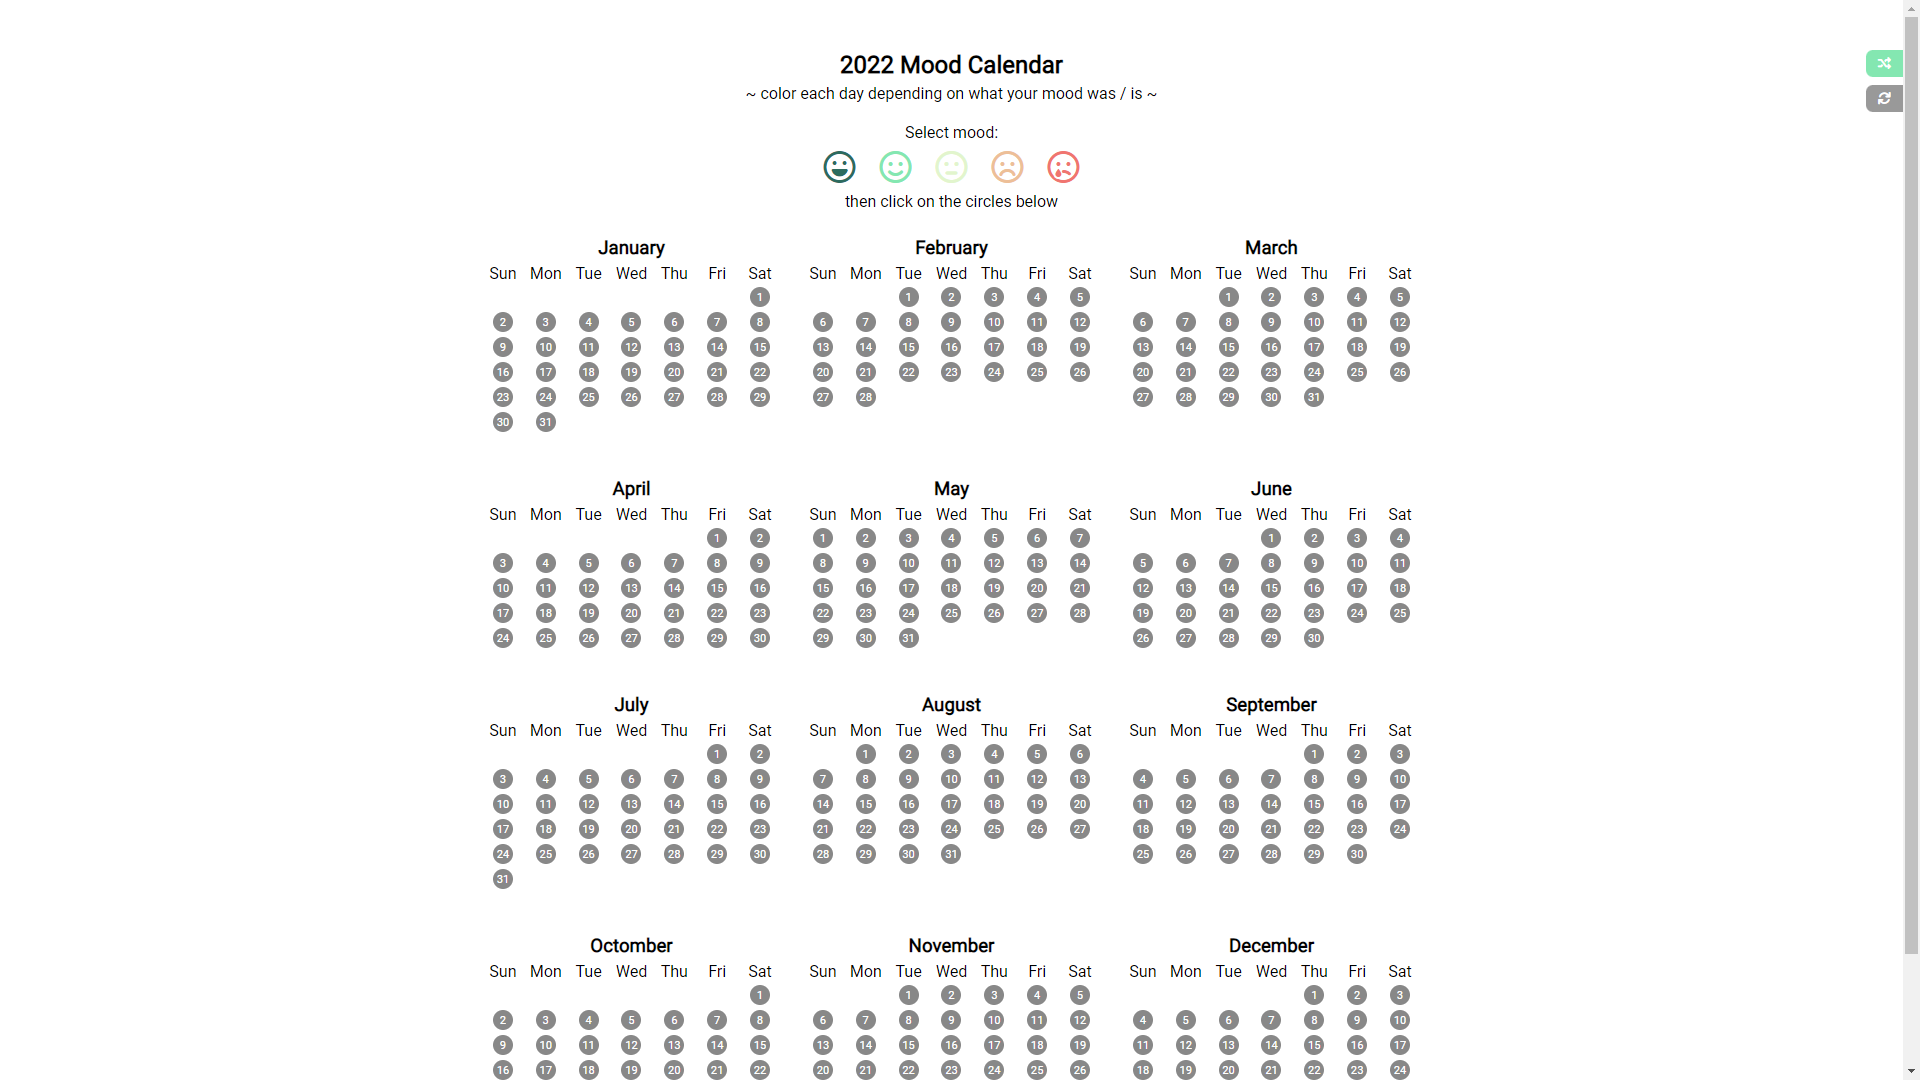 2022 Mood Calendar
~ color each day depending on what your mood was / is ~
Select mood:
then click on the circles below
January February March
Sun Mon Tue Wed Thu Fri Sat Sun Mon Tue Wed Thu Fri Sat Sun Mon Tue Wed Thu Fri Sat
1 1 2 3 4 5 1 2 3 4 5
2 3 4 5 6 7 8 6 7 8 9 10 11 12 6 7 8 9 10 11 12
9 10 11 12 13 14 15 13 14 15 16 17 18 19 13 14 15 16 17 18 19
16 17 18 19 20 21 22 20 21 22 23 24 25 26 20 21 22 23 24 25 26
23 24 25 26 27 28 29 27 28 27 28 29 30 31
30 31
April May June
Sun Mon Tue Wed Thu Fri Sat Sun Mon Tue Wed Thu Fri Sat Sun Mon Tue Wed Thu Fri Sat
1 2 1 2 3 4 5 6 7 1 2 3 4
3 4 5 6 7 8 9 8 9 10 11 12 13 14 5 6 7 8 9 10 11
10 11 12 13 14 15 16 15 16 17 18 19 20 21 12 13 14 15 16 17 18
17 18 19 20 21 22 23 22 23 24 25 26 27 28 19 20 21 22 23 24 25
24 25 26 27 28 29 30 29 30 31 26 27 28 29 30
July August September
Sun Mon Tue Wed Thu Fri Sat Sun Mon Tue Wed Thu Fri Sat Sun Mon Tue Wed Thu Fri Sat
1 2 1 2 3 4 5 6 1 2 3
3 4 5 6 7 8 9 7 8 9 10 11 12 13 4 5 6 7 8 9 10
10 11 12 13 14 15 16 14 15 16 17 18 19 20 11 12 13 14 15 16 17
17 18 19 20 21 22 23 21 22 23 24 25 26 27 18 19 20 21 22 23 24
24 25 26 27 28 29 30 28 29 30 31 25 26 27 28 29 30
31
Octomber November December
Sun Mon Tue Wed Thu Fri Sat Sun Mon Tue Wed Thu Fri Sat Sun Mon Tue Wed Thu Fri Sat
1 1 2 3 4 5 1 2 3
2 3 4 5 6 7 8 6 7 8 9 10 11 12 4 5 6 7 8 9 10
9 10 11 12 13 14 15 13 14 15 16 17 18 19 11 12 13 14 15 16 17
16 17 18 19 20 21 22 20 21 22 23 24 25 26 18 19 20 21 22 23 24